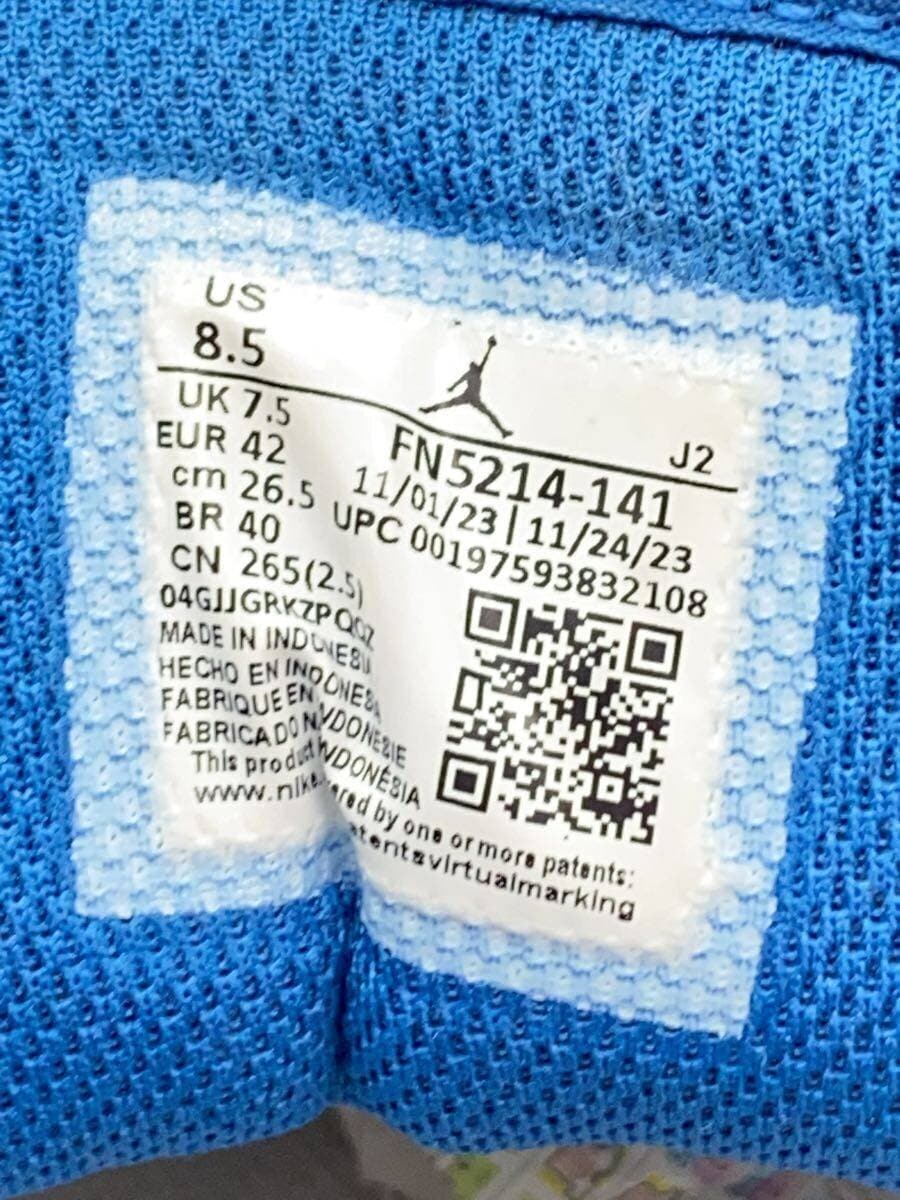 US
8.5
UK 7.5
EUR 42
cm 26.5
BR 40
CN 265(2.5)
J2
FN5214-141
11/01/23 | 11/24/23
UPC 00197593832108
MADE IN INDONESIA
HECHO EN INDONESIA
FABRIQUE EN INDONESIE
FABRICADO NA INDONÉSIA
This product
by one or more patents:
www.nike